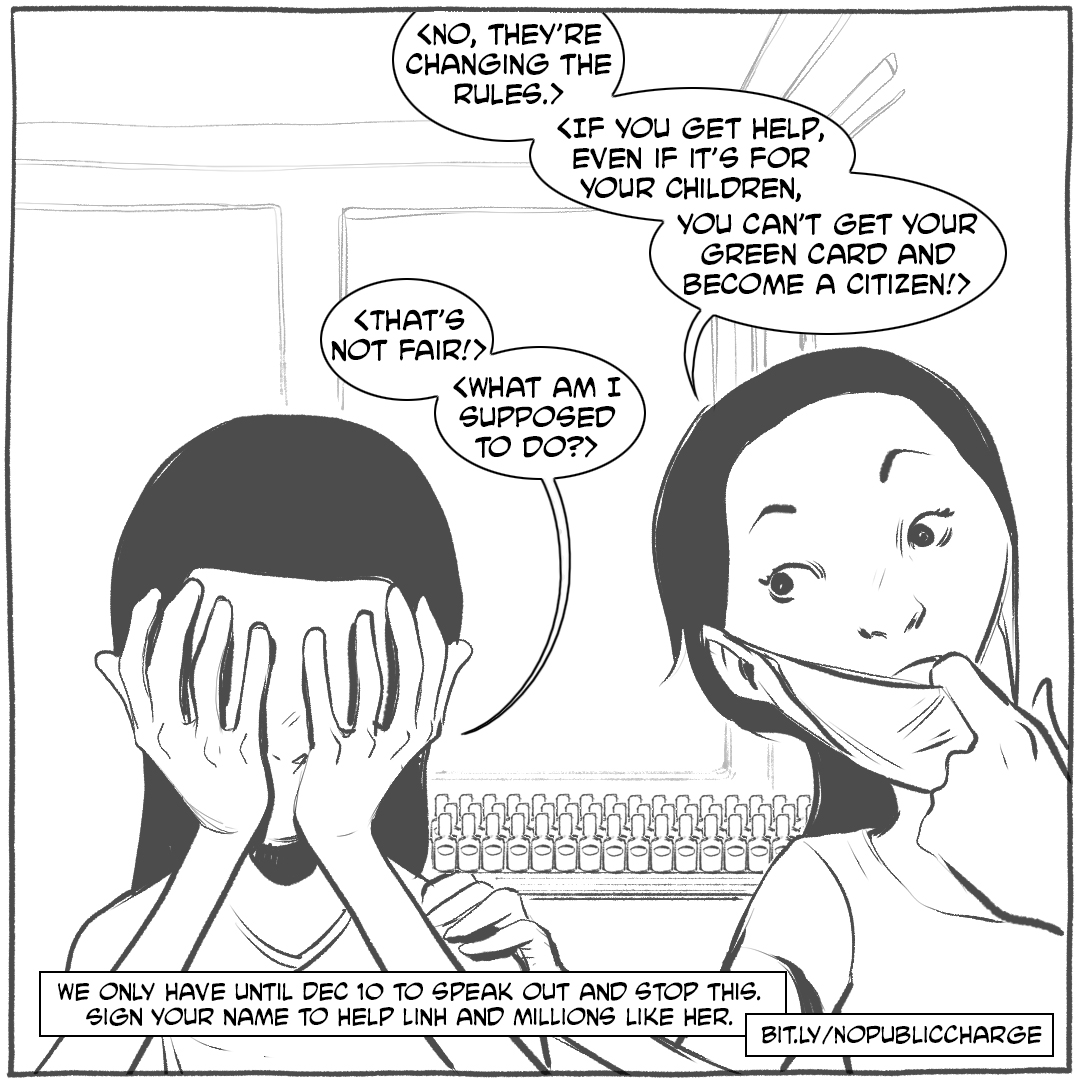 <NO, THEY'RE
CHANGING THE
RULES.>
<IF YOU GET HELP,
EVEN IF IT'S FOR
YOUR CHILDREN,
YOU CAN'T GET YOUR
GREEN CARD AND
BECOME A CITIZEN!>
<THAT'S
NOT FAIR!>
<WHAT AM I
SUPPOSED
TO DO?>
WE ONLY HAVE UNTIL DEC 10 TO SPEAK OUT AND STOP THIS.
SIGN YOUR NAME TO HELP LINH AND MILLIONS LIKE HER.
BIT.LY/NOPUBLICCHARGE